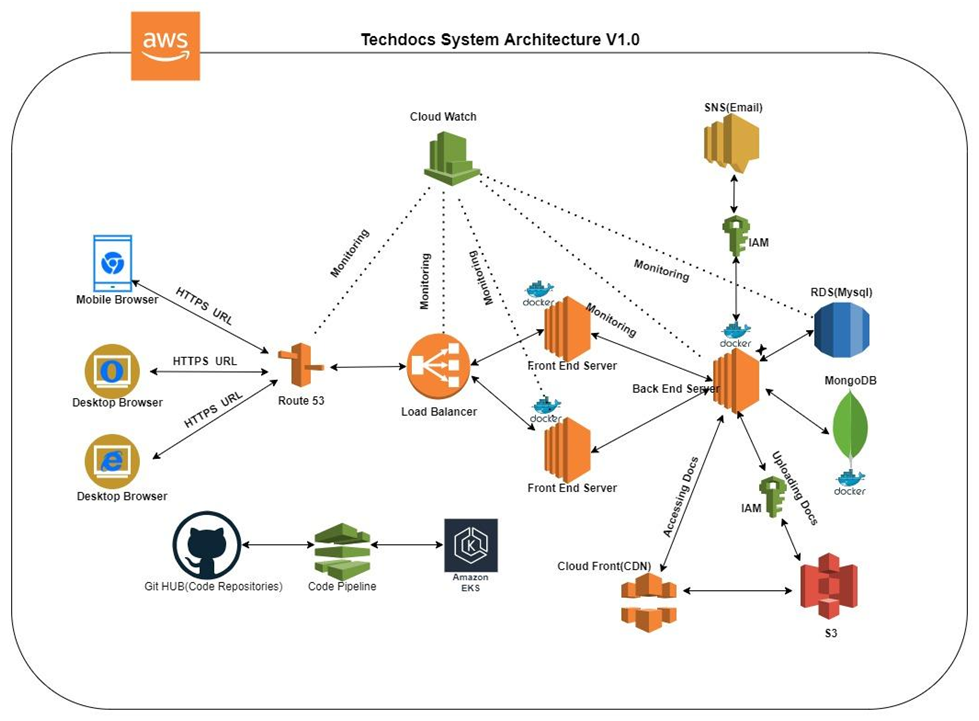 aws
Techdocs System Architecture V1.0
SNS(Email)
Cloud Watch
IAM
Monitoring
Monitoring
Monitoring
Monitoring
Monitoring
Mobile Browser
HTTPS URL
HTTPS URL
HTTPS URL
Desktop Browser
Desktop Browser
Route 53
Load Balancer
docker
Front End Server
docker
Front End Server
docker
Back End Server
RDS(Mysql)
MongoDB
docker
Accessing Docs
Uploading Docs
IAM
Cloud Front(CDN)
S3
Git HUB(Code Repositories)
Code Pipeline
K
Amazon
EKS